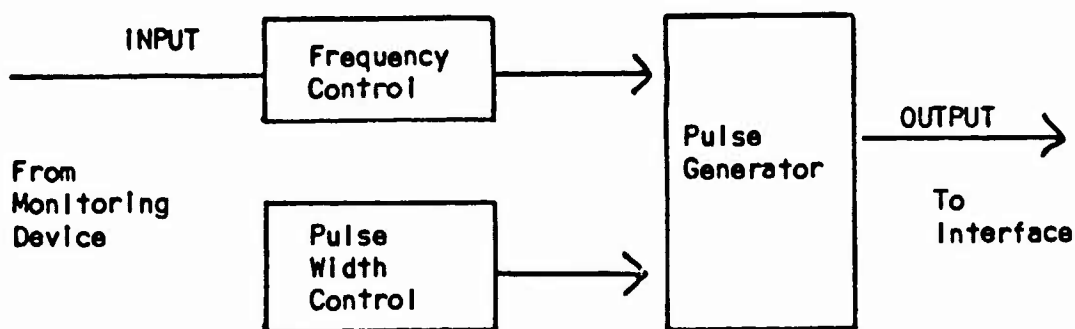 INPUT
Frequency
Control
From
Monitoring
Device
Pulse
Width
Control
Pulse
Generator
OUTPUT
To
Interface